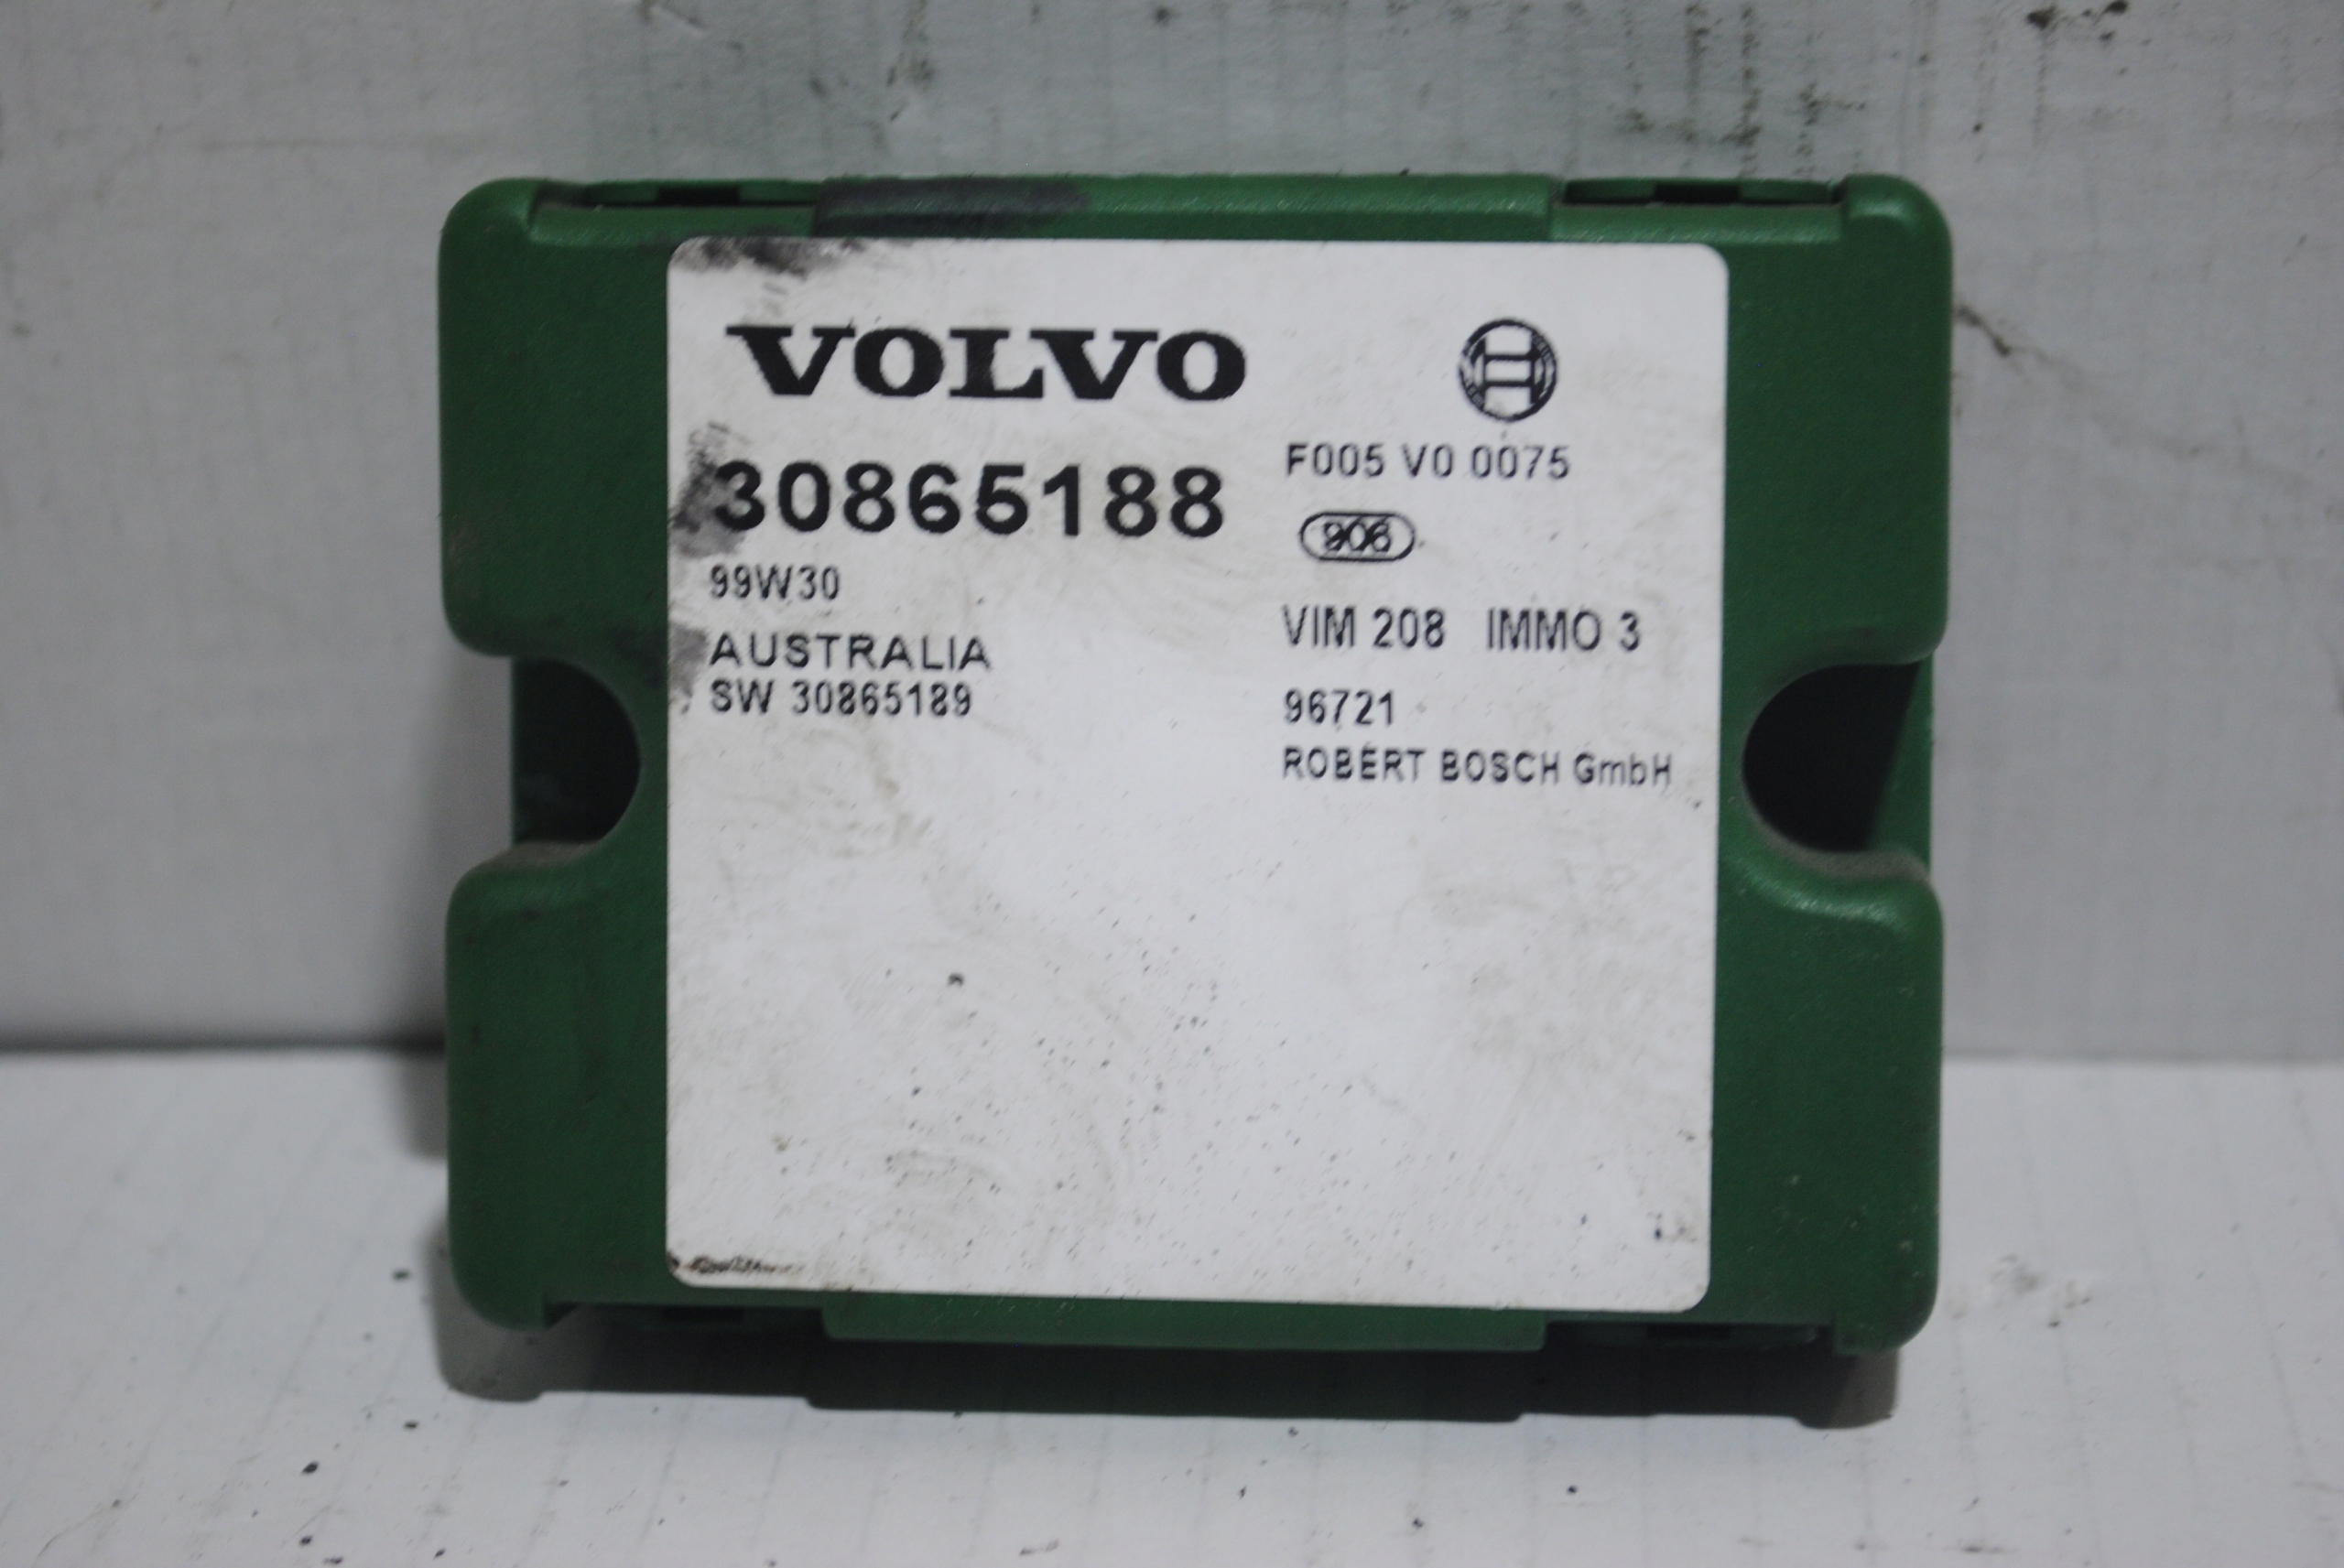 VOLVO
30865188
99W30
AUSTRALIA
SW 30865189
F005 V0 0075
906
VIM 208 IMMO 3
96721
ROBERT BOSCH GmbH